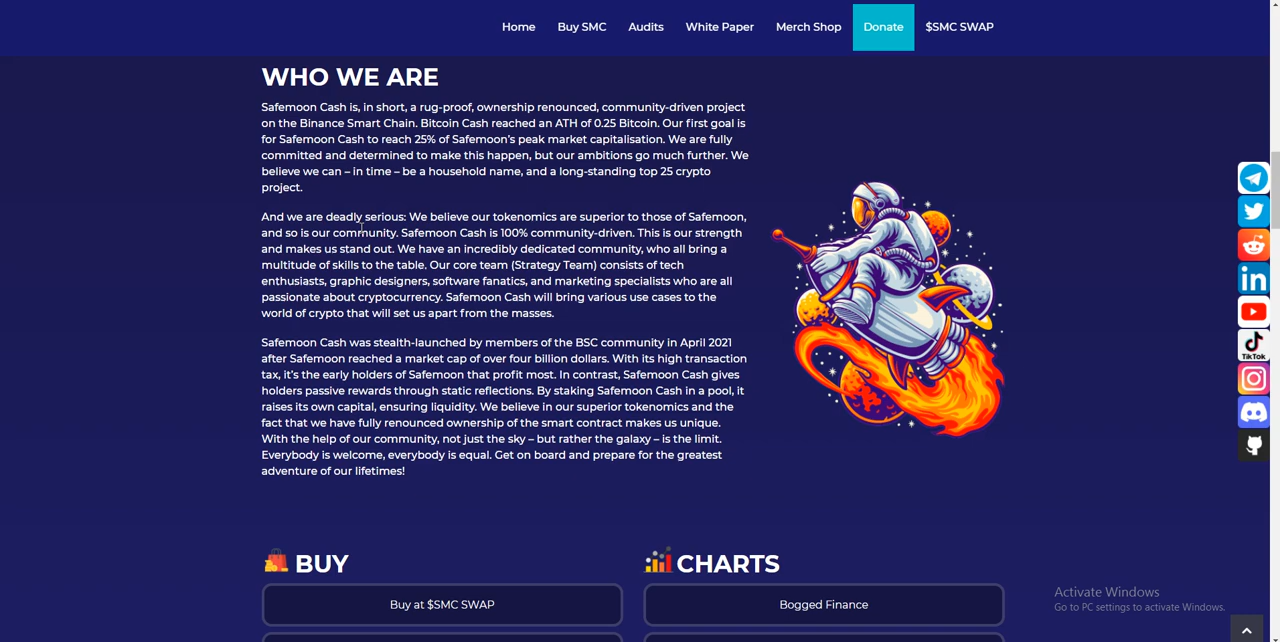 Home Buy SMC Audits White Paper Merch Shop Donate $SMC SWAP
WHO WE ARE
Safemoon Cash is, in short, a rug-proof, ownership renounced, community-driven project
on the Binance Smart Chain. Bitcoin Cash reached an ATH of 0.25 Bitcoin. Our first goal is
for Safemoon Cash to reach 25% of Safemoon’s peak market capitalisation. We are fully
committed and determined to make this happen, but our ambitions go much further. We
believe we can – in time – be a household name, and a long-standing top 25 crypto
project.
And we are deadly serious: We believe our tokenomics are superior to those of Safemoon,
and so is our community. Safemoon Cash is 100% community-driven. This is our strength
and makes us stand out. We have an incredibly dedicated community, who all bring a
multitude of skills to the table. Our core team (Strategy Team) consists of tech
enthusiasts, graphic designers, software fanatics, and marketing specialists who are all
passionate about cryptocurrency. Safemoon Cash will bring various use cases to the
world of crypto that will set us apart from the masses.
Safemoon Cash was stealth-launched by members of the BSC community in April 2021
after Safemoon reached a market cap of over four billion dollars. With its high transaction
tax, it’s the early holders of Safemoon that profit most. In contrast, Safemoon Cash gives
holders passive rewards through static reflections. By staking Safemoon Cash in a pool, it
raises its own capital, ensuring liquidity. We believe in our superior tokenomics and the
fact that we have fully renounced ownership of the smart contract makes us unique.
With the help of our community, not just the sky – but rather the galaxy – is the limit.
Everybody is welcome, everybody is equal. Get on board and prepare for the greatest
adventure of our lifetimes!
in
TikTok
BUY
CHARTS
Buy at $SMC SWAP
Bogged Finance
Activate Windows
Go to PC settings to activate Windows.